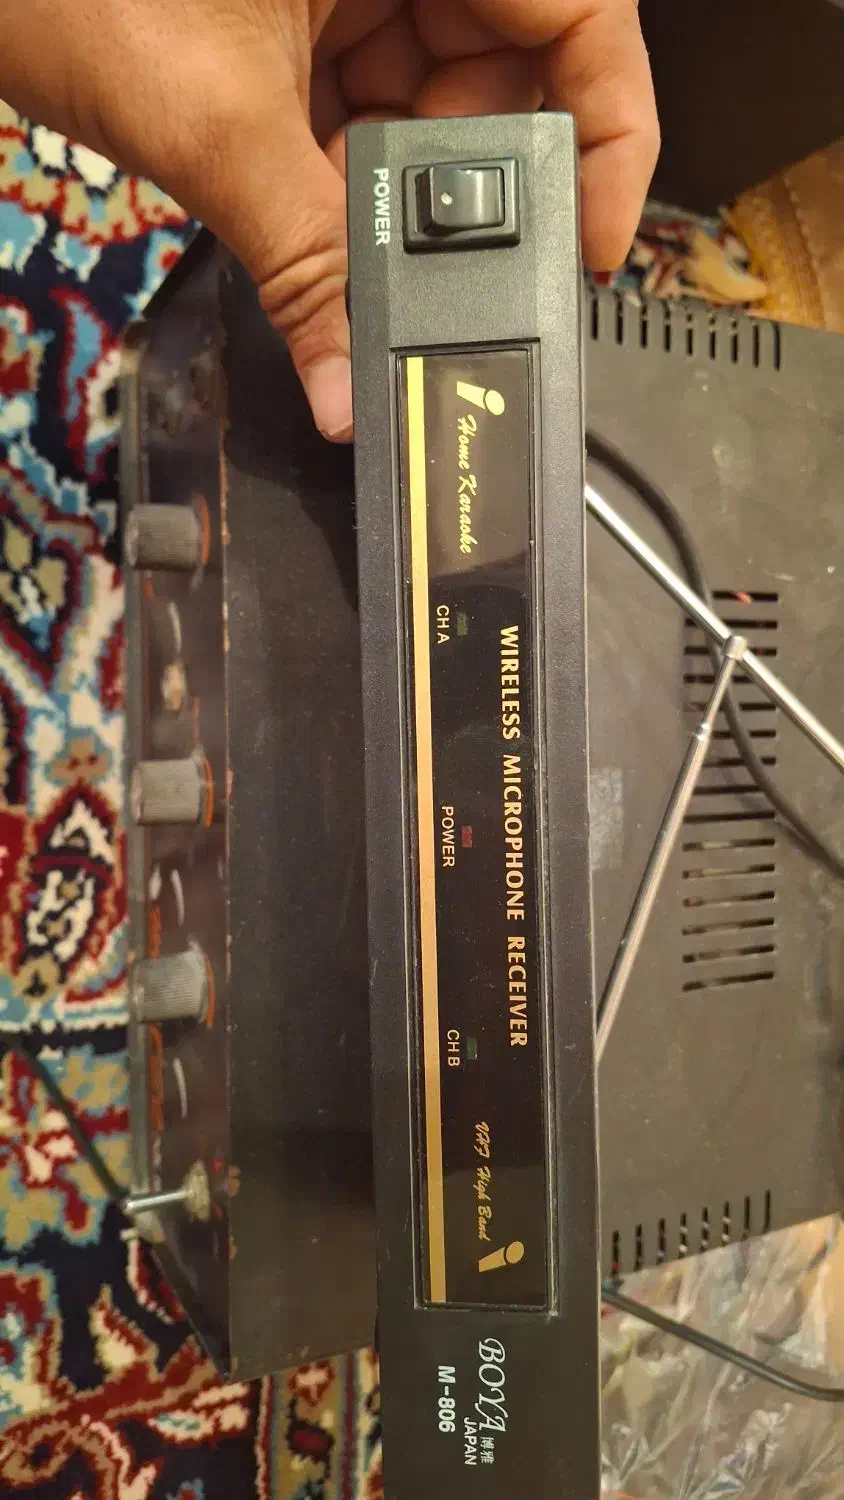 POWER
Home Karaoke
WIRELESS MICROPHONE RECEIVER
CH A
POWER
CH B
VHF High Band
BOYA 博雅
JAPAN
M-806